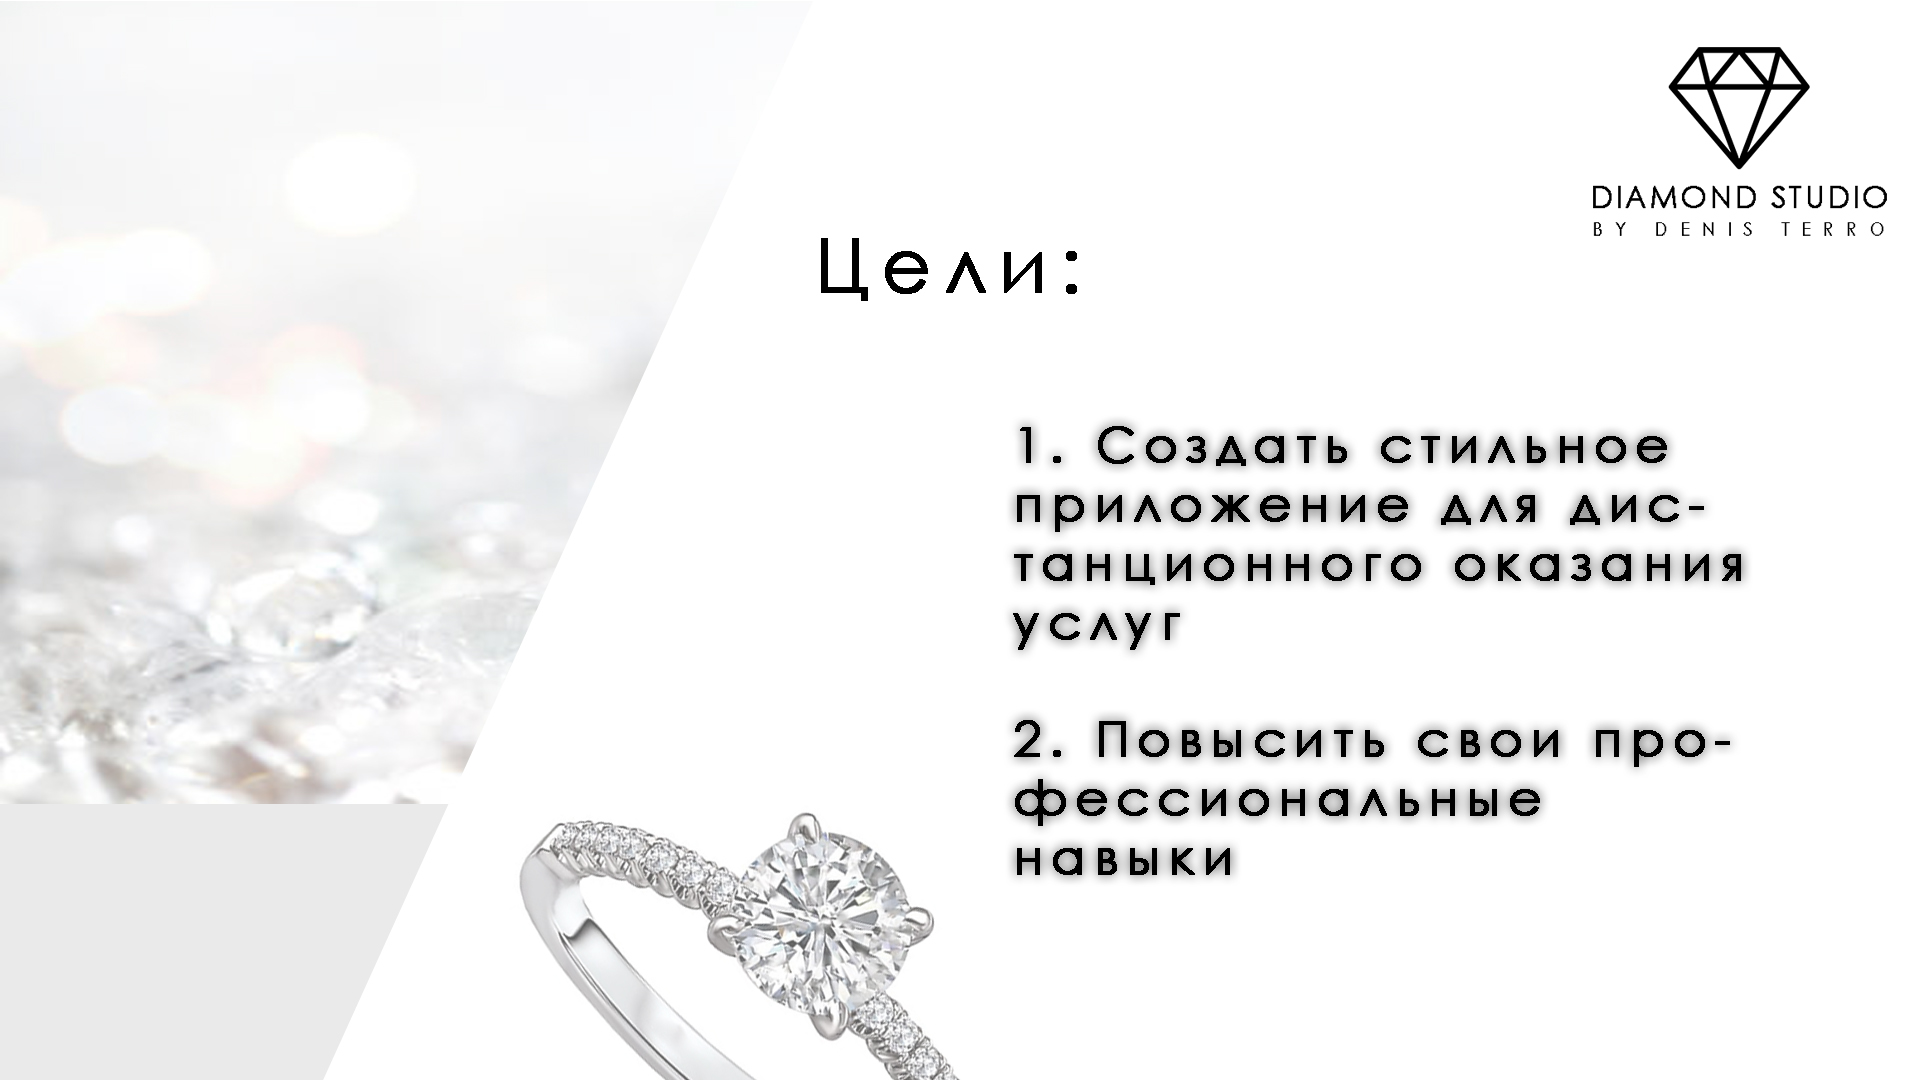 DIAMOND STUDIO
BY DENIS TERRO
Цели:
1. Создать стильное
приложение для дис-
танционного оказания
услуг
2. Повысить свои про-
фессиональные
навыки